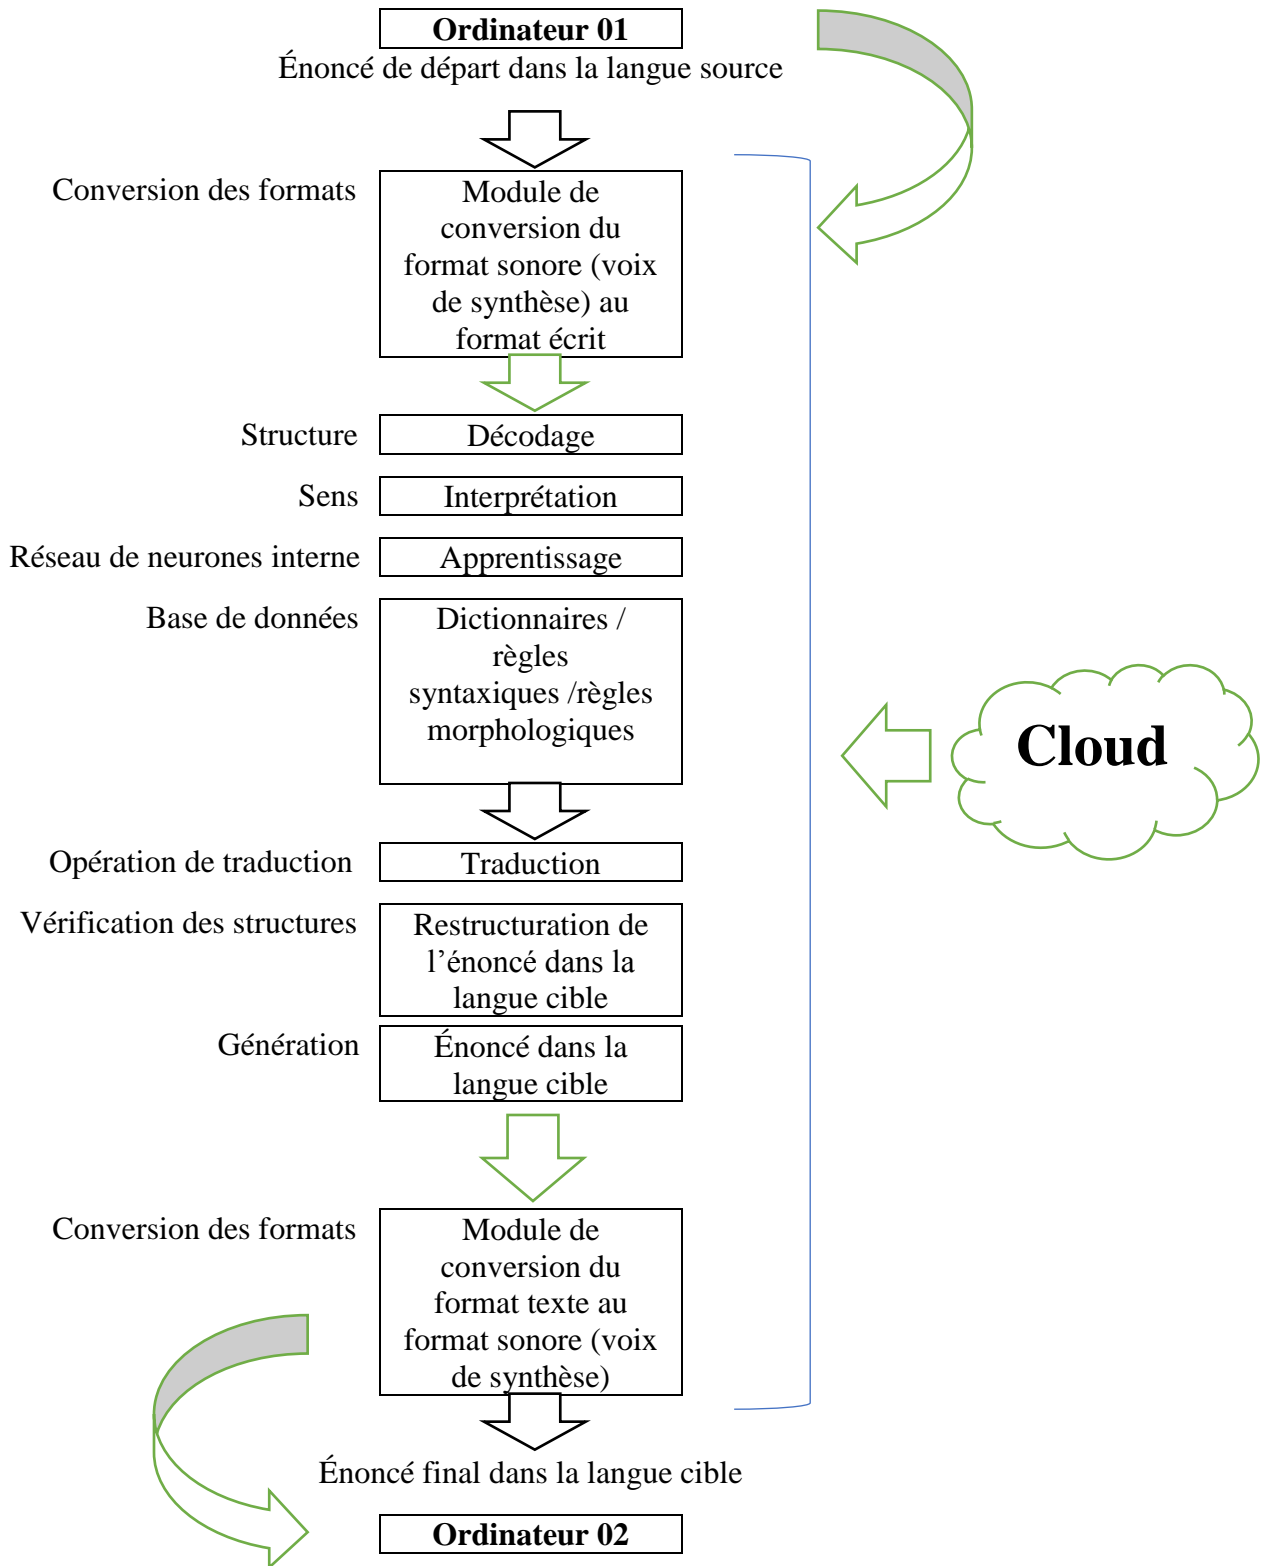 Ordinateur 01
Énoncé de départ dans la langue source
Conversion des formats
Module de
conversion du
format sonore (voix
de synthèse) au
format écrit
Structure
Décodage
Sens
Interprétation
Réseau de neurones interne
Apprentissage
Base de données
Dictionnaires /
règles
syntaxiques /règles
morphologiques
Cloud
Opération de traduction
Traduction
Vérification des structures
Restructuration de
l’énoncé dans la
langue cible
Génération
Énoncé dans la
langue cible
Conversion des formats
Module de
conversion du
format texte au
format sonore (voix
de synthèse)
Énoncé final dans la langue cible
Ordinateur 02